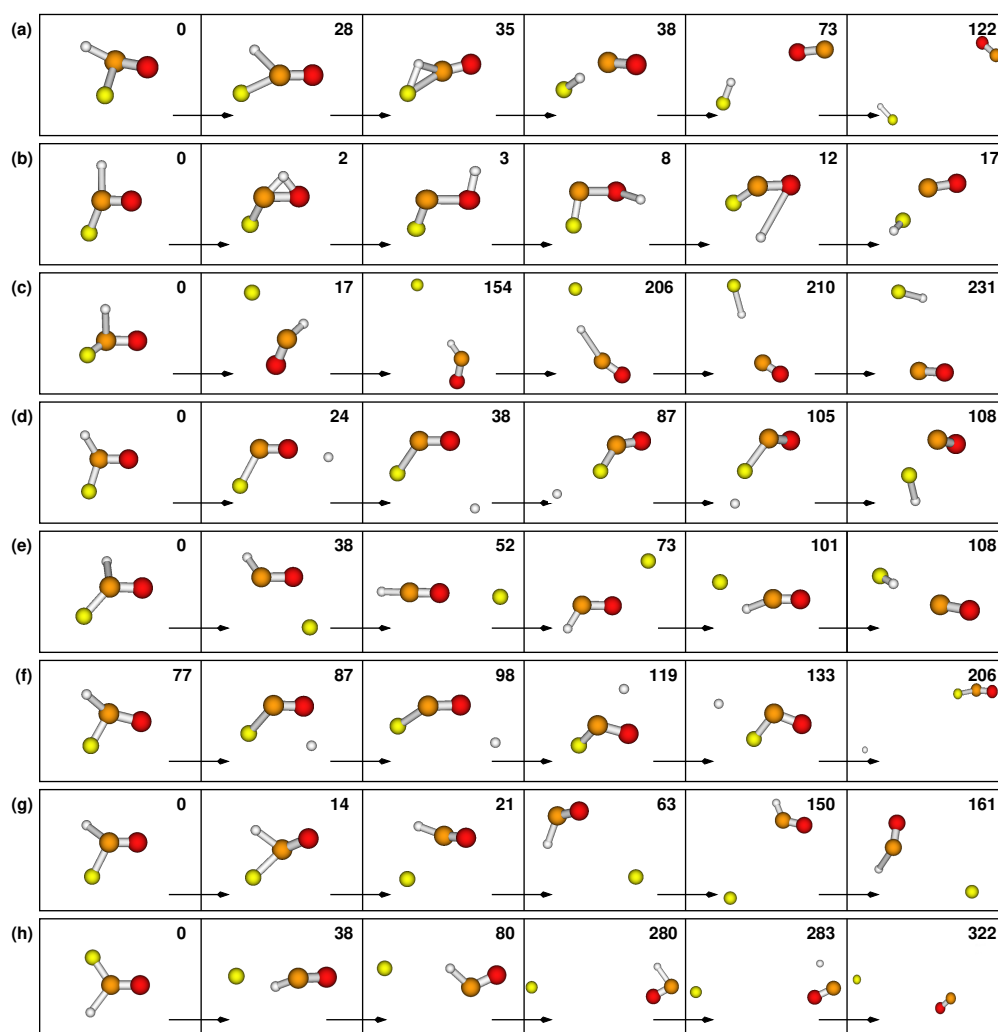 (a) 0 28 35 38 73 122
(b) 0 2 3 8 12 17
(c) 0 17 154 206 210 231
(d) 0 24 38 87 105 108
(e) 0 38 52 73 101 108
(f) 77 87 98 119 133 206
(g) 0 14 21 63 150 161
(h) 0 38 80 280 283 322